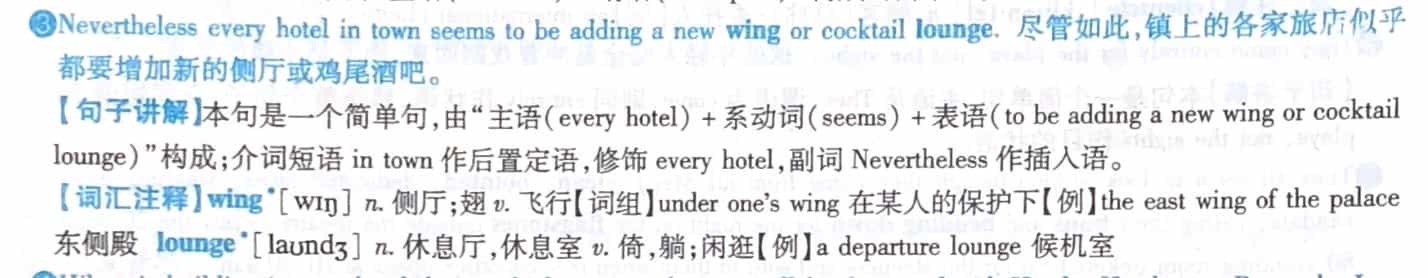 ③Nevertheless every hotel in town seems to be adding a new wing or cocktail lounge. 尽管如此,镇上的各家旅店似乎
都要增加新的侧厅或鸡尾酒吧。
【句子讲解】本句是一个简单句,由“主语(every hotel)+系动词(seems)+表语(to be adding a new wing or cocktail
lounge)”构成;介词短语 in town 作后置定语,修饰 every hotel,副词 Nevertheless 作插入语。
【词汇注释】wing*[wɪŋ] n. 侧厅;翅 v. 飞行【词组】under one's wing 在某人的保护下【例】the east wing of the palace
东侧殿 lounge*[laundʒ] n. 休息厅,休息室 v. 倚,躺;闲逛【例】a departure lounge 候机室